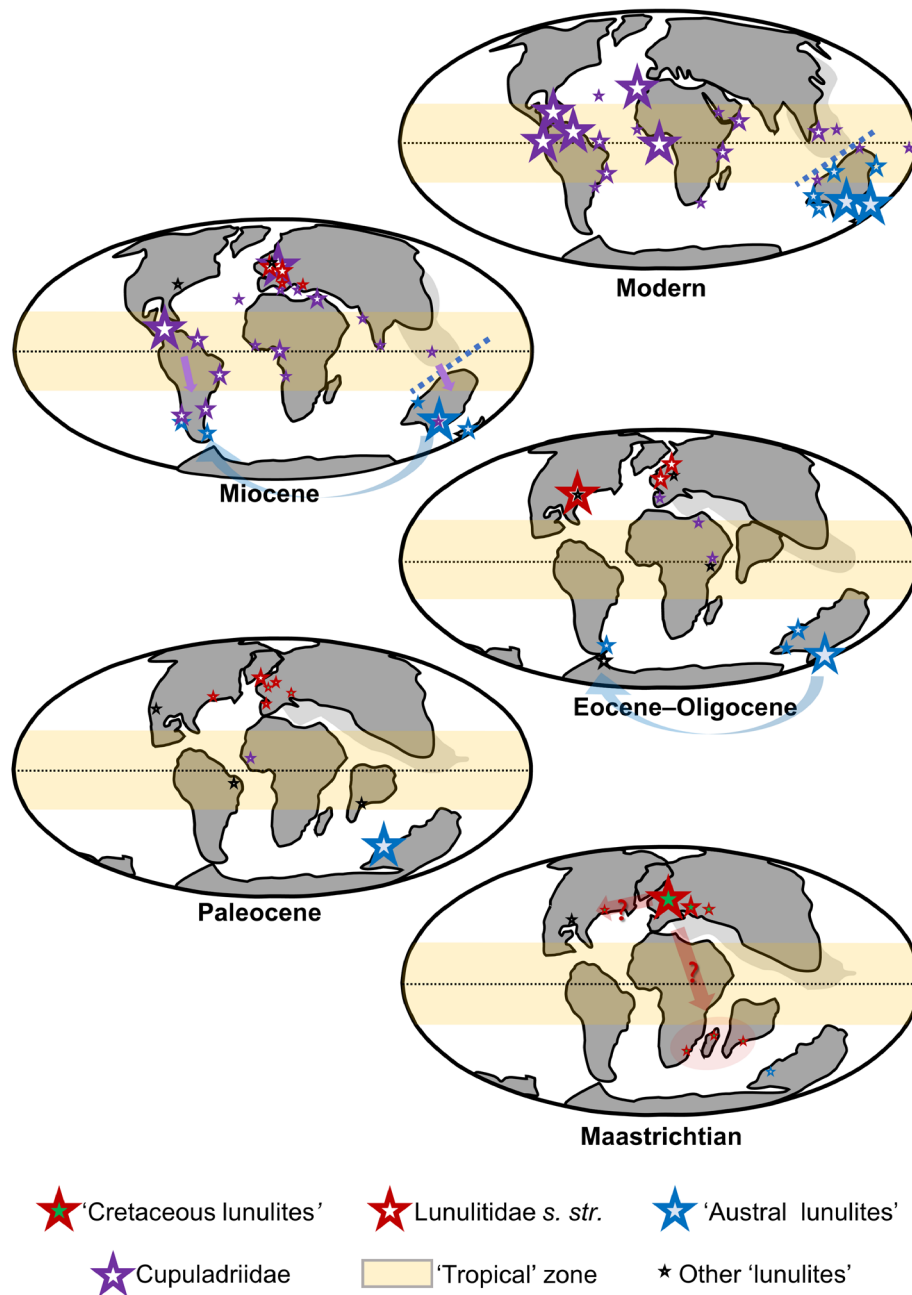 Modern
Miocene
Eocene–Oligocene
Paleocene
?
?
Maastrichtian
‘Cretaceous lunulites’
Lunulitidae s. str.
‘Austral lunulites’
Cupuladriidae
‘Tropical’ zone
Other ‘lunulites’